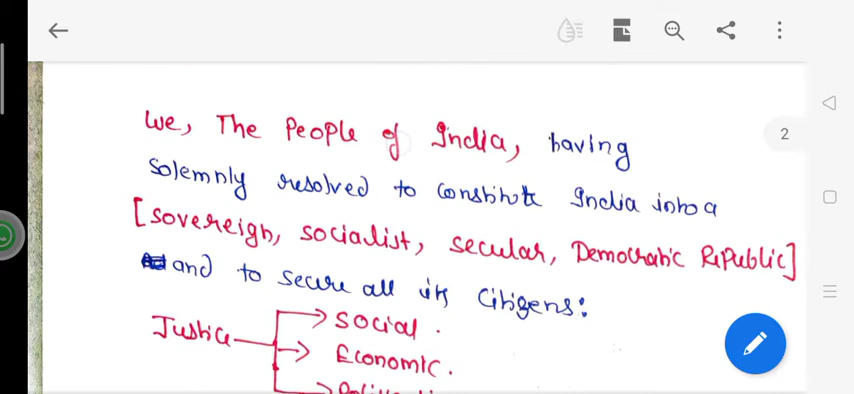 2
We, The People of India, having
solemnly resolved to constitute India into a
[sovereign, socialist, secular, Democratic Republic]
and to secure all its citizens:
Justice → social.
→ Economic.
→